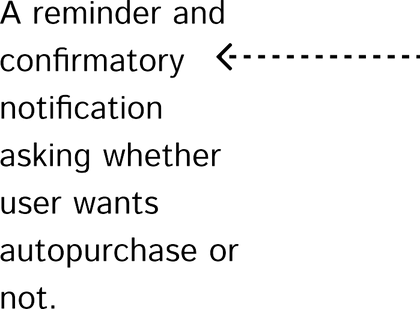 A reminder and
confirmatory
notification
asking whether
user wants
autopurchase or
not.